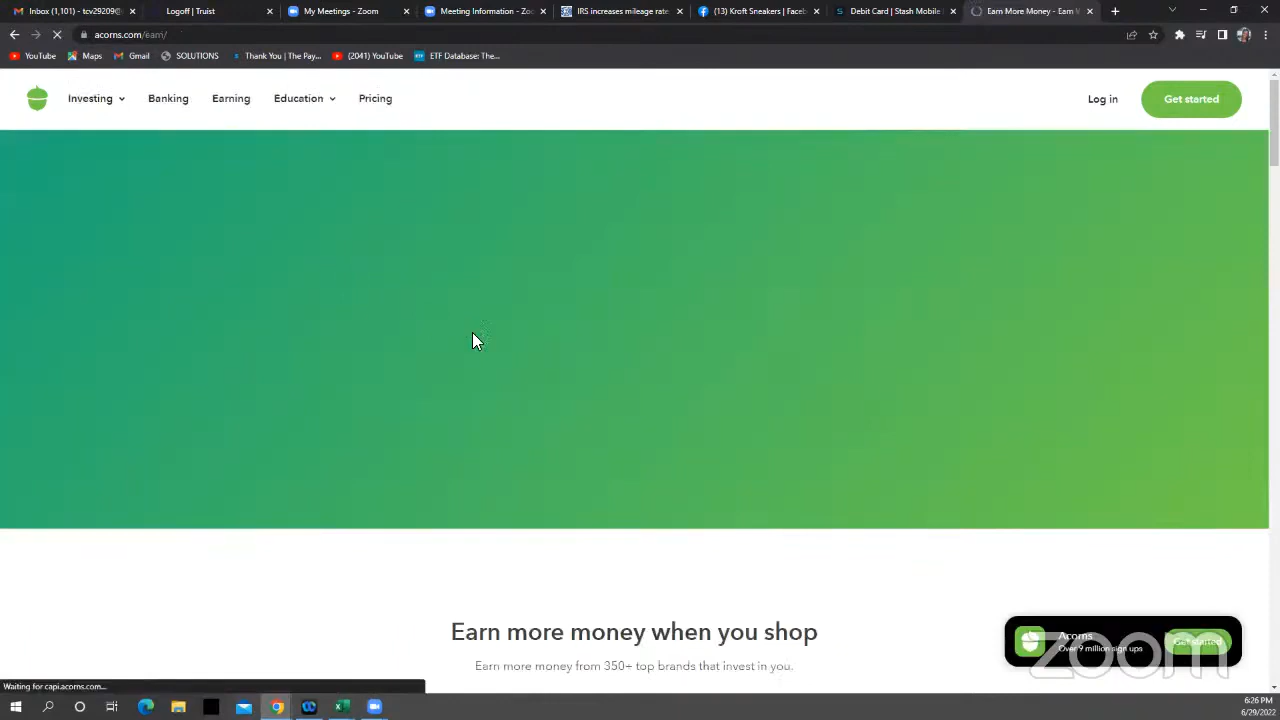 Inbox (1,101) - tcv29209@
Logoff | Truist
My Meetings - Zoom
Meeting Information - Zoo
IRS increases mileage rate
(13) Kroft Sneakers | Faceb
Debit Card | Stash Mobile
Earn More Money - Earn W
acorns.com/earn/
YouTube
Maps
Gmail
SOLUTIONS
Thank You | The Pay...
(2041) YouTube
ETF Database: The...
Investing
Banking
Earning
Education
Pricing
Log in
Get started
Earn more money when you shop
Earn more money from 350+ top brands that invest in you.
Acorns
Over 9 million sign ups
Get started
zoom
Waiting for capi.acorns.com...
6:26 PM
6/29/2022